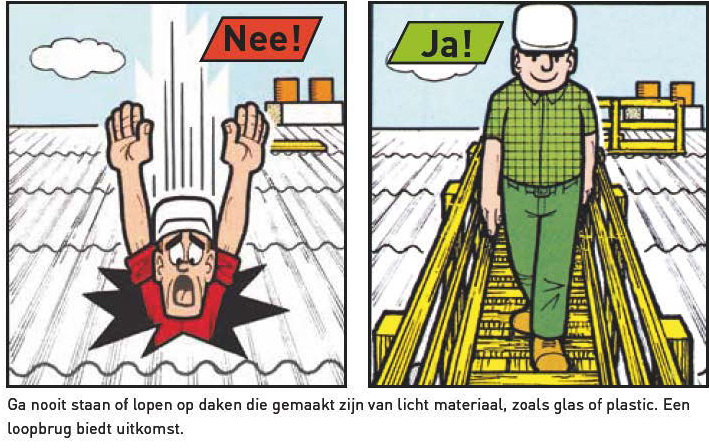 Nee!
Ja!
Ga nooit staan of lopen op daken die gemaakt zijn van licht materiaal, zoals glas of plastic. Een
loopbrug biedt uitkomst.